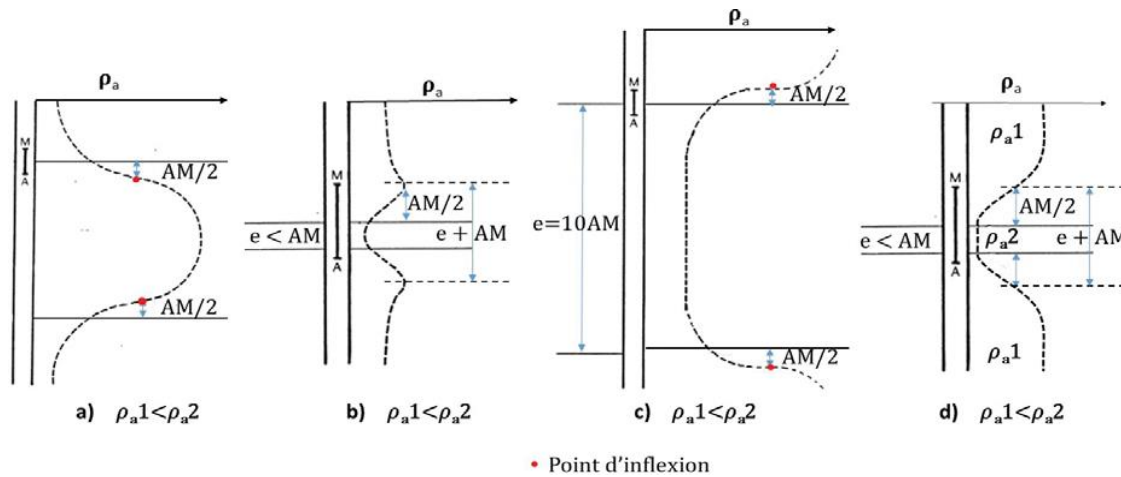 ρₐ
M
A
AM/2
AM/2
a) ρₐ1<ρₐ2
ρₐ
M
A
AM/2
e < AM
e + AM
b) ρₐ1<ρₐ2
ρₐ
M
A
AM/2
e=10AM
AM/2
c) ρₐ1<ρₐ2
ρₐ
ρₐ1
M
A
AM/2
e < AM
ρₐ2
e + AM
ρₐ1
d) ρₐ1<ρₐ2
• Point d'inflexion